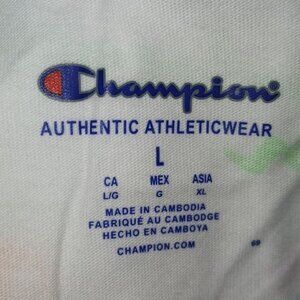 Champion
AUTHENTIC ATHLETICWEAR
L
CA MEX ASIA
L/G G XL
MADE IN CAMBODIA
FABRIQUÉ AU CAMBODGE
HECHO EN CAMBOYA
CHAMPION.COM